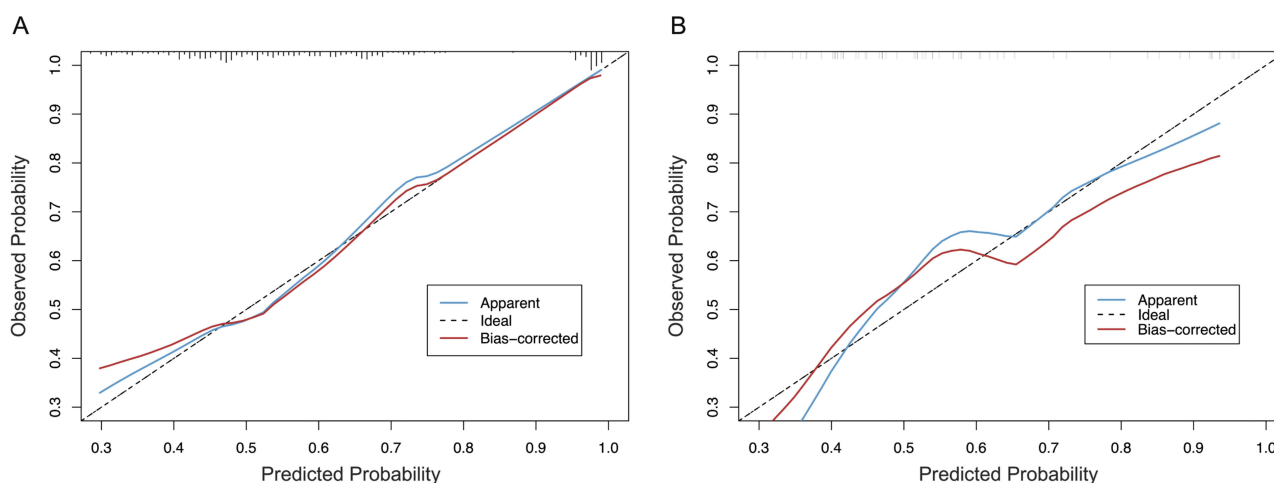 A
B
1.0
0.9
0.8
0.7
0.6
0.5
0.4
0.3
Observed Probability
Apparent
Ideal
Bias-corrected
0.3 0.4 0.5 0.6 0.7 0.8 0.9 1.0
Predicted Probability
1.0
0.9
0.8
0.7
0.6
0.5
0.4
0.3
Observed Probability
Apparent
Ideal
Bias-corrected
0.3 0.4 0.5 0.6 0.7 0.8 0.9 1.0
Predicted Probability